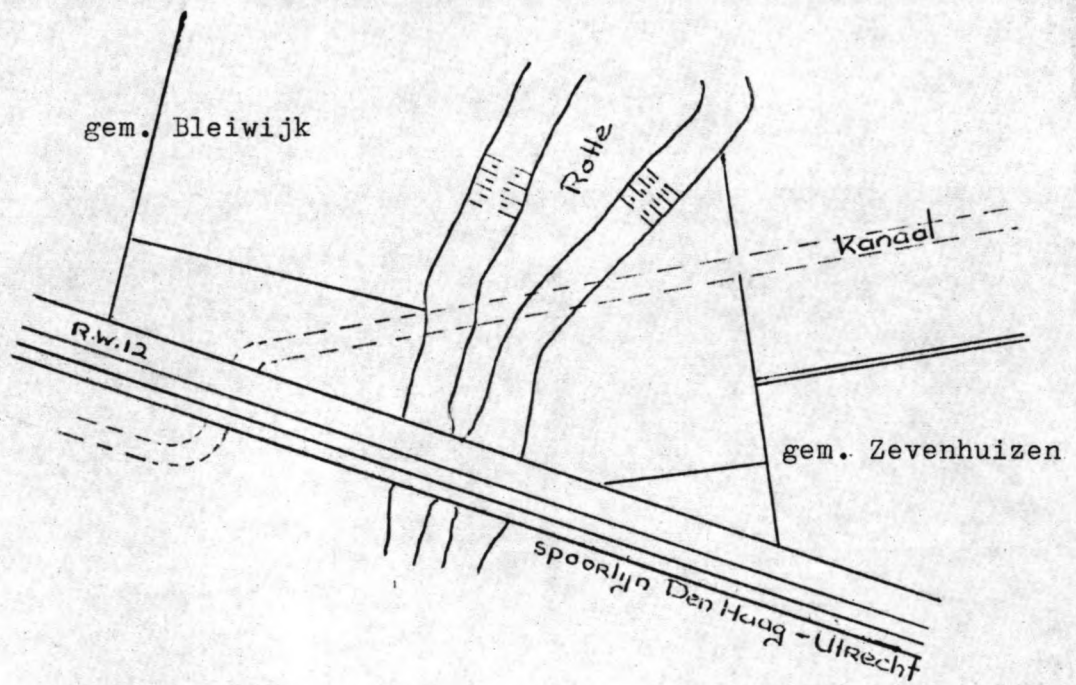 gem. Bleiwijk
Rotte
Kanaal
R.W.12
gem. Zevenhuizen
spoorlijn Den Haag - Utrecht